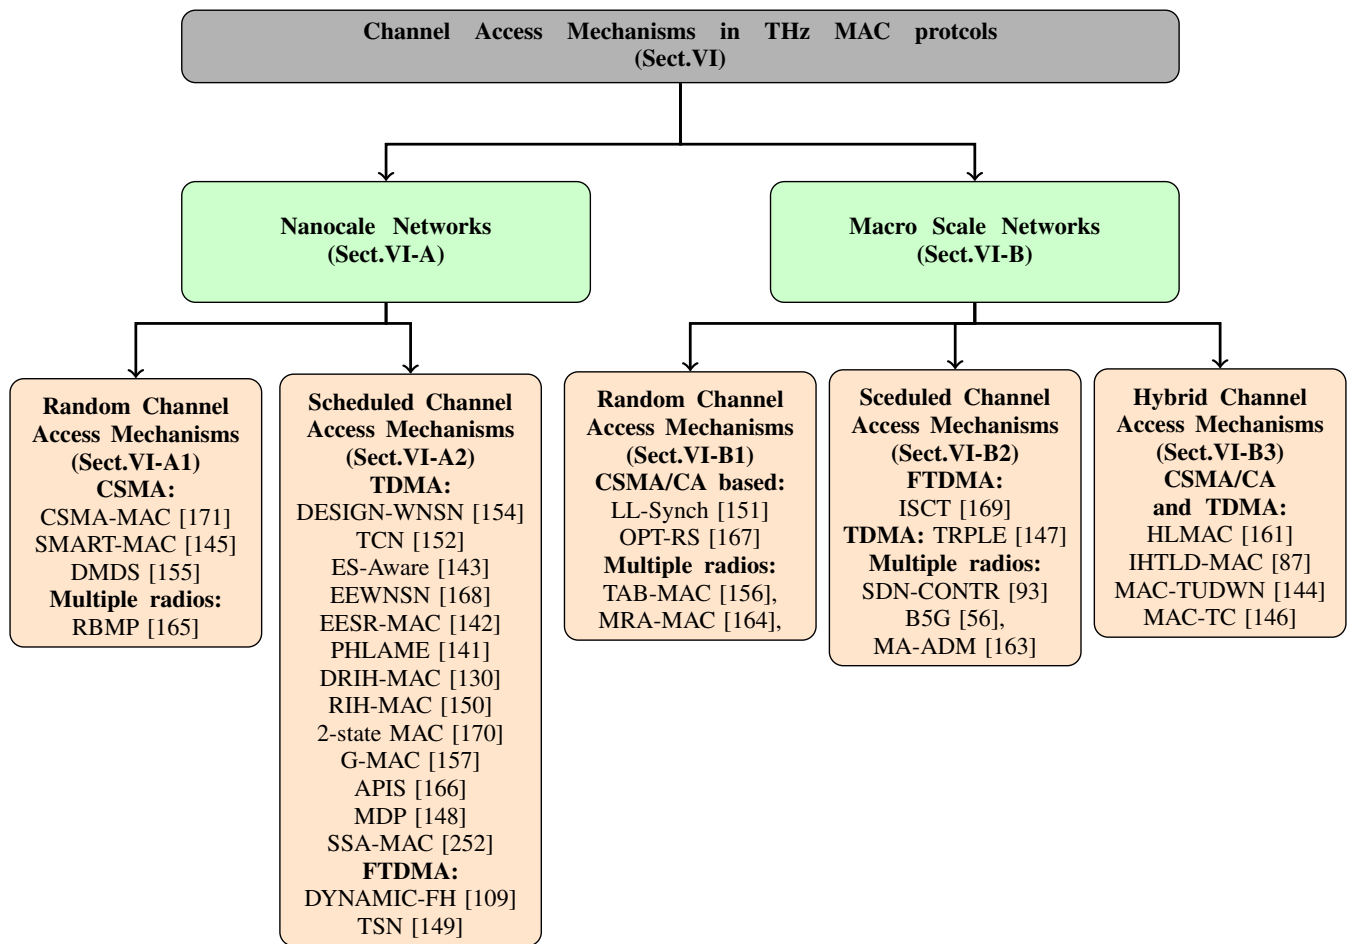 Channel Access Mechanisms in THz MAC protcols
(Sect.VI)
Nanocale Networks
(Sect.VI-A)
Macro Scale Networks
(Sect.VI-B)
Random Channel
Access Mechanisms
(Sect.VI-A1)
CSMA:
CSMA-MAC [171]
SMART-MAC [145]
DMDS [155]
Multiple radios:
RBMP [165]
Scheduled Channel
Access Mechanisms
(Sect.VI-A2)
TDMA:
DESIGN-WNSN [154]
TCN [152]
ES-Aware [143]
EEWNSN [168]
EESR-MAC [142]
PHLAME [141]
DRIH-MAC [130]
RIH-MAC [150]
2-state MAC [170]
G-MAC [157]
APIS [166]
MDP [148]
SSA-MAC [252]
FTDMA:
DYNAMIC-FH [109]
TSN [149]
Random Channel
Access Mechanisms
(Sect.VI-B1)
CSMA/CA based:
LL-Synch [151]
OPT-RS [167]
Multiple radios:
TAB-MAC [156],
MRA-MAC [164],
Sceduled Channel
Access Mechanisms
(Sect.VI-B2)
FTDMA:
ISCT [169]
TDMA: TRPLE [147]
Multiple radios:
SDN-CONTR [93]
B5G [56],
MA-ADM [163]
Hybrid Channel
Access Mechanisms
(Sect.VI-B3)
CSMA/CA
and TDMA:
HLMAC [161]
IHTLD-MAC [87]
MAC-TUDWN [144]
MAC-TC [146]